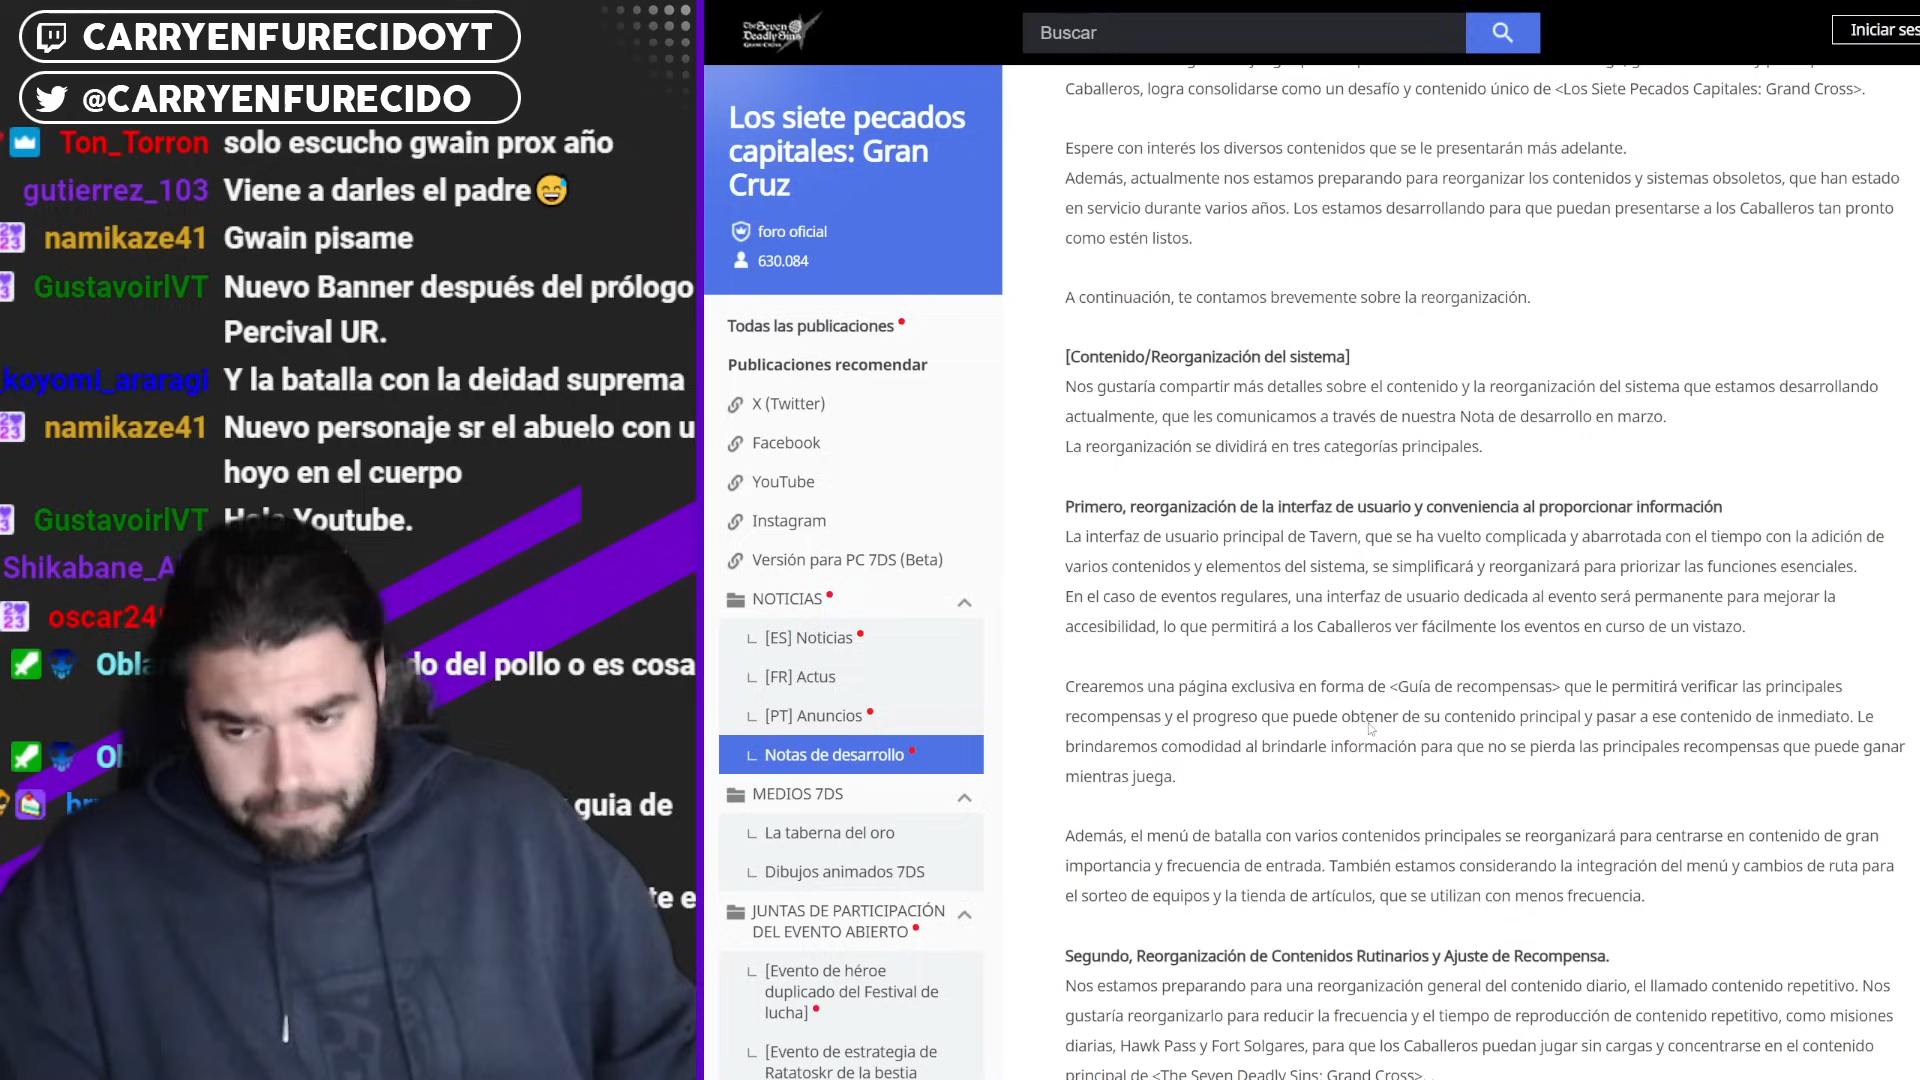 CARRYENFURECIDOYT
@CARRYENFURECIDO
Ton_Torron solo escucho gwain prox año
gutierrez_103 Viene a darles el padre
namikaze41 Gwain pisame
GustavoirlVT Nuevo Banner después del prólogo
Percival UR.
koyomi_araragi Y la batalla con la deidad suprema
namikaze41 Nuevo personaje sr el abuelo con u
hoyo en el cuerpo
GustavoirlVT Hola Youtube.
Shikabane_A
oscar24
do del pollo o es cosa
guia de
te e
The Seven
Deadly Sins
GRAND CROSS
Buscar
Iniciar ses
Los siete pecados
capitales: Gran
Cruz
foro oficial
630.084
Todas las publicaciones
Publicaciones recomendar
X (Twitter)
Facebook
YouTube
Instagram
Versión para PC 7DS (Beta)
NOTICIAS
[ES] Noticias
[FR] Actus
[PT] Anuncios
Notas de desarrollo
MEDIOS 7DS
La taberna del oro
Dibujos animados 7DS
JUNTAS DE PARTICIPACIÓN
DEL EVENTO ABIERTO
[Evento de héroe
duplicado del Festival de
lucha]
[Evento de estrategia de
Ratatoskr de la bestia
Caballeros, logra consolidarse como un desafío y contenido único de <Los Siete Pecados Capitales: Grand Cross>.
Espere con interés los diversos contenidos que se le presentarán más adelante.
Además, actualmente nos estamos preparando para reorganizar los contenidos y sistemas obsoletos, que han estado
en servicio durante varios años. Los estamos desarrollando para que puedan presentarse a los Caballeros tan pronto
como estén listos.
A continuación, te contamos brevemente sobre la reorganización.
[Contenido/Reorganización del sistema]
Nos gustaría compartir más detalles sobre el contenido y la reorganización del sistema que estamos desarrollando
actualmente, que les comunicamos a través de nuestra Nota de desarrollo en marzo.
La reorganización se dividirá en tres categorías principales.
Primero, reorganización de la interfaz de usuario y conveniencia al proporcionar información
La interfaz de usuario principal de Tavern, que se ha vuelto complicada y abarrotada con el tiempo con la adición de
varios contenidos y elementos del sistema, se simplificará y reorganizará para priorizar las funciones esenciales.
En el caso de eventos regulares, una interfaz de usuario dedicada al evento será permanente para mejorar la
accesibilidad, lo que permitirá a los Caballeros ver fácilmente los eventos en curso de un vistazo.
Crearemos una página exclusiva en forma de <Guía de recompensas> que le permitirá verificar las principales
recompensas y el progreso que puede obtener de su contenido principal y pasar a ese contenido de inmediato. Le
brindaremos comodidad al brindarle información para que no se pierda las principales recompensas que puede ganar
mientras juega.
Además, el menú de batalla con varios contenidos principales se reorganizará para centrarse en contenido de gran
importancia y frecuencia de entrada. También estamos considerando la integración del menú y cambios de ruta para
el sorteo de equipos y la tienda de artículos, que se utilizan con menos frecuencia.
Segundo, Reorganización de Contenidos Rutinarios y Ajuste de Recompensa.
Nos estamos preparando para una reorganización general del contenido diario, el llamado contenido repetitivo. Nos
gustaría reorganizarlo para reducir la frecuencia y el tiempo de reproducción de contenido repetitivo, como misiones
diarias, Hawk Pass y Fort Solgares, para que los Caballeros puedan jugar sin cargas y concentrarse en el contenido
principal de <The Seven Deadly Sins: Grand Cross>. .